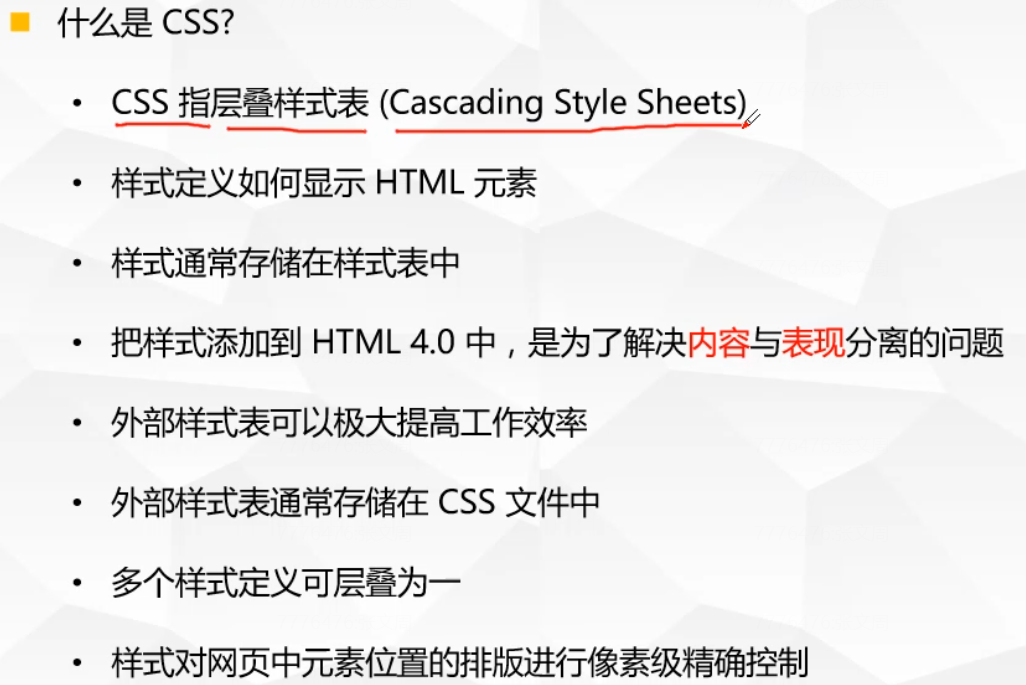 什么是 CSS?
CSS 指层叠样式表 (Cascading Style Sheets)
样式定义如何显示 HTML 元素
样式通常存储在样式表中
把样式添加到 HTML 4.0 中，是为了解决内容与表现分离的问题
外部样式表可以极大提高工作效率
外部样式表通常存储在 CSS 文件中
多个样式定义可层叠为一
样式对网页中元素位置的排版进行像素级精确控制